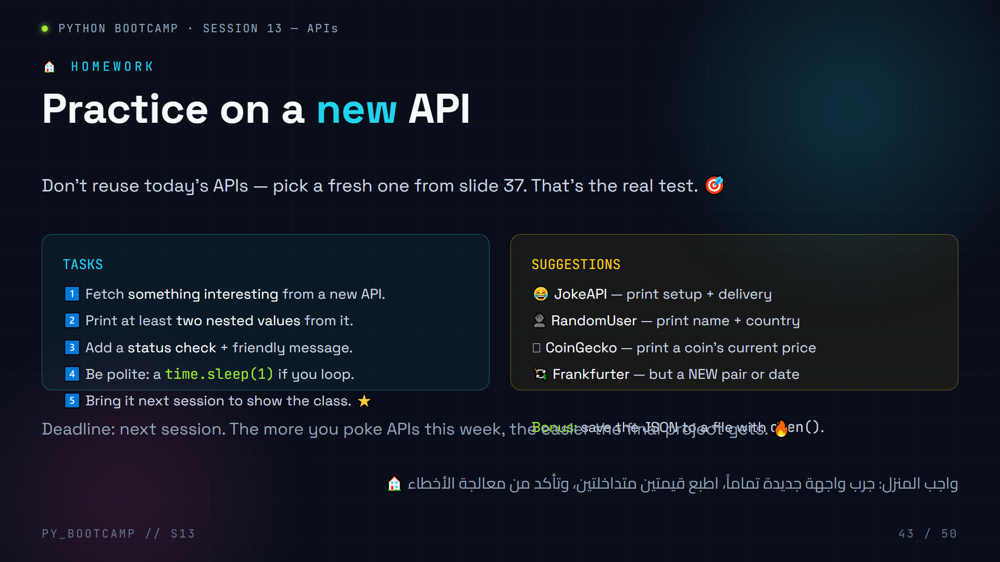 PYTHON BOOTCAMP · SESSION 13 — APIs
🏠 HOMEWORK
Practice on a new API
Don't reuse today's APIs — pick a fresh one from slide 37. That's the real test. 🎯
TASKS
1️⃣ Fetch something interesting from a new API.
2️⃣ Print at least two nested values from it.
3️⃣ Add a status check + friendly message.
4️⃣ Be polite: a time.sleep(1) if you loop.
5️⃣ Bring it next session to show the class. ⭐
SUGGESTIONS
😂 JokeAPI — print setup + delivery
👤 RandomUser — print name + country
CoinGecko — print a coin's current price
💱 Frankfurter — but a NEW pair or date
Bonus: save the JSON to a file with open().
Deadline: next session. The more you poke APIs this week, the easier the final project gets. 🔥
واجب المنزل: جرب واجهة جديدة تماماً، اطبع قيمتين متداخلتين، وتأكد من معالجة الأخطاء 🏠
PY_BOOTCAMP // S13
43 / 50